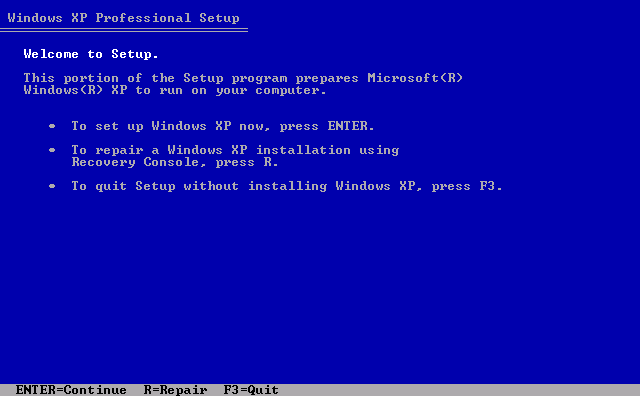 Windows XP Professional Setup
Welcome to Setup.
This portion of the Setup program prepares Microsoft(R)
Windows(R) XP to run on your computer.
• To set up Windows XP now, press ENTER.
• To repair a Windows XP installation using
Recovery Console, press R.
• To quit Setup without installing Windows XP, press F3.
ENTER=Continue R=Repair F3=Quit